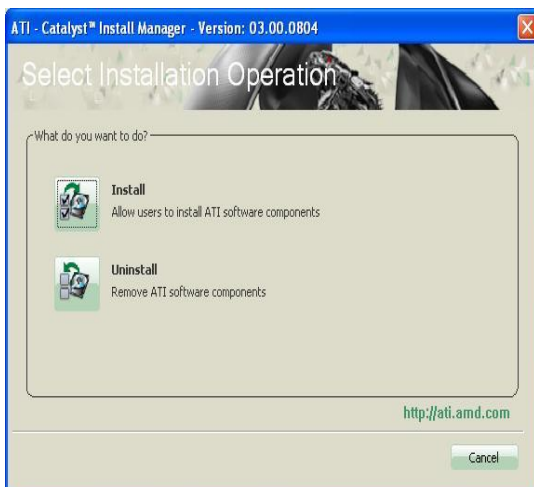 ATI - Catalyst™ Install Manager - Version: 03.00.0804
Select Installation Operation
What do you want to do?
Install
Allow users to install ATI software components
Uninstall
Remove ATI software components
http://ati.amd.com
Cancel